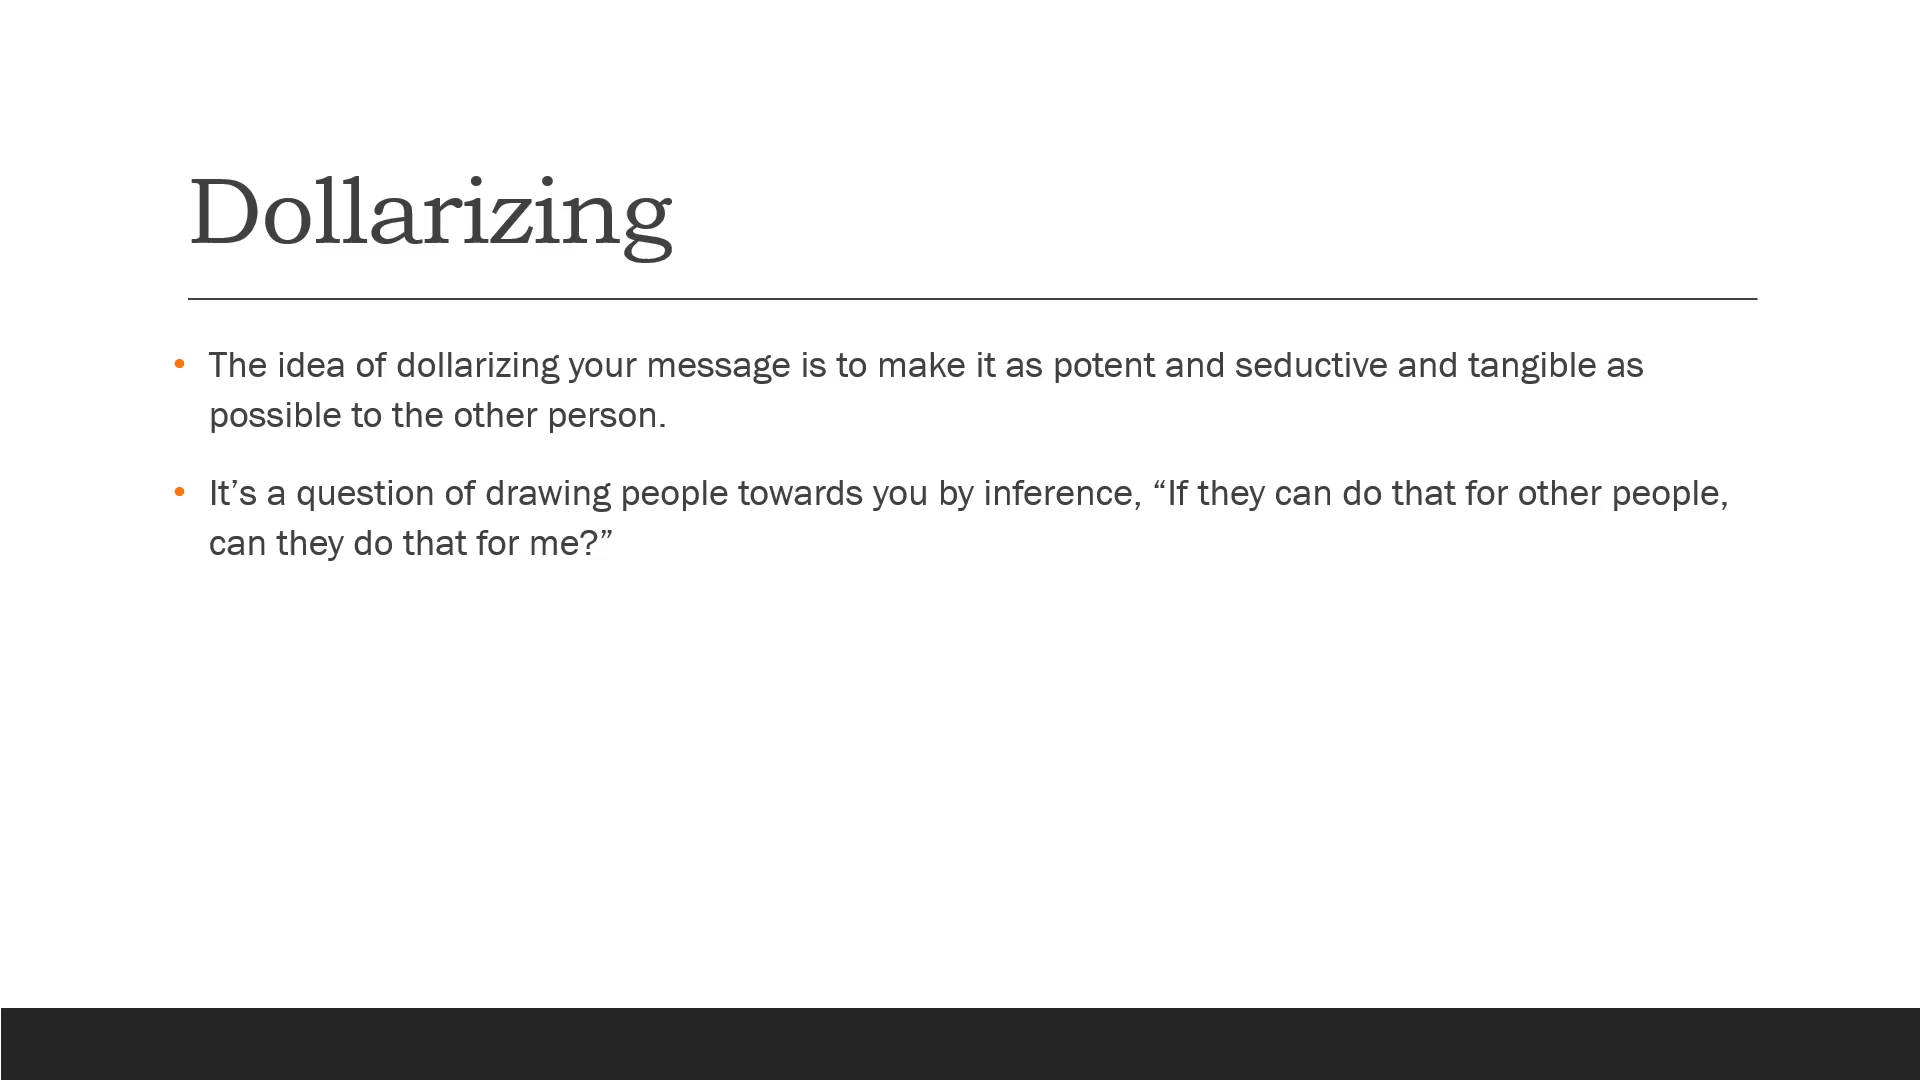 Dollarizing
• The idea of dollarizing your message is to make it as potent and seductive and tangible as
possible to the other person.
• It’s a question of drawing people towards you by inference, “If they can do that for other people,
can they do that for me?”